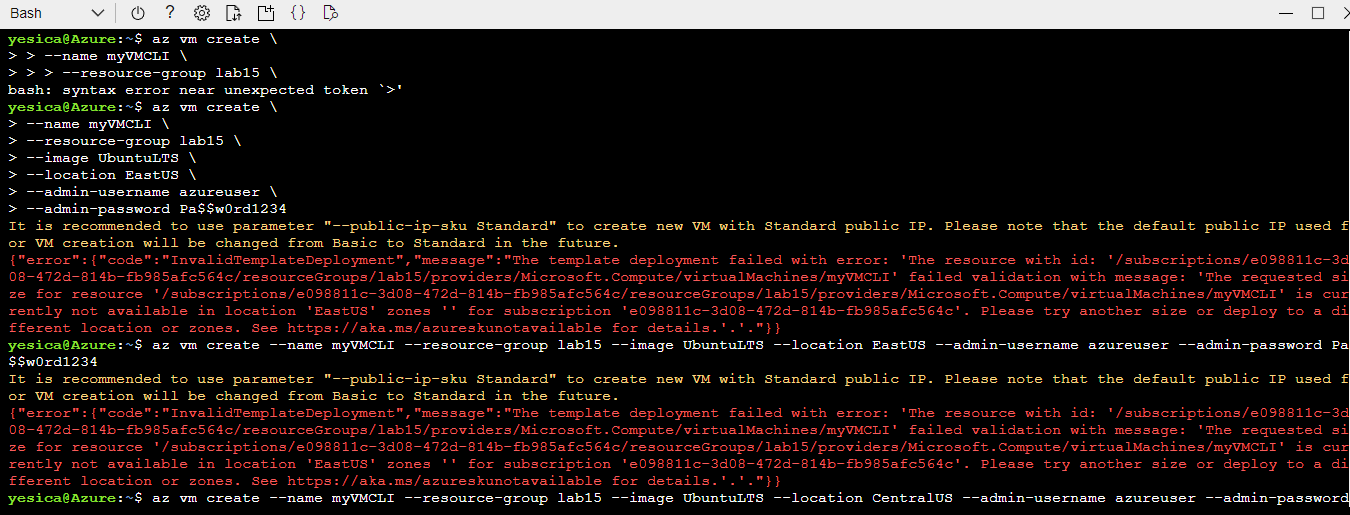 Bash
yesica@Azure:~$ az vm create \
> > --name myVMCLI \
> > > --resource-group lab15 \
bash: syntax error near unexpected token `>'
yesica@Azure:~$ az vm create \
> --name myVMCLI \
> --resource-group lab15 \
> --image UbuntuLTS \
> --location EastUS \
> --admin-username azureuser \
> --admin-password Pa$$w0rd1234
It is recommended to use parameter "--public-ip-sku Standard" to create new VM with Standard public IP. Please note that the default public IP used f
or VM creation will be changed from Basic to Standard in the future.
{"error":{"code":"InvalidTemplateDeployment","message":"The template deployment failed with error: 'The resource with id: '/subscriptions/e098811c-3d
08-472d-814b-fb985afc564c/resourceGroups/lab15/providers/Microsoft.Compute/virtualMachines/myVMCLI' failed validation with message: 'The requested si
ze for resource '/subscriptions/e098811c-3d08-472d-814b-fb985afc564c/resourceGroups/lab15/providers/Microsoft.Compute/virtualMachines/myVMCLI' is cur
rently not available in location 'EastUS' zones '' for subscription 'e098811c-3d08-472d-814b-fb985afc564c'. Please try another size or deploy to a di
fferent location or zones. See https://aka.ms/azureskunotavailable for details.'.'."}}
yesica@Azure:~$ az vm create --name myVMCLI --resource-group lab15 --image UbuntuLTS --location EastUS --admin-username azureuser --admin-password Pa
$$w0rd1234
It is recommended to use parameter "--public-ip-sku Standard" to create new VM with Standard public IP. Please note that the default public IP used f
or VM creation will be changed from Basic to Standard in the future.
{"error":{"code":"InvalidTemplateDeployment","message":"The template deployment failed with error: 'The resource with id: '/subscriptions/e098811c-3d
08-472d-814b-fb985afc564c/resourceGroups/lab15/providers/Microsoft.Compute/virtualMachines/myVMCLI' failed validation with message: 'The requested si
ze for resource '/subscriptions/e098811c-3d08-472d-814b-fb985afc564c/resourceGroups/lab15/providers/Microsoft.Compute/virtualMachines/myVMCLI' is cur
rently not available in location 'EastUS' zones '' for subscription 'e098811c-3d08-472d-814b-fb985afc564c'. Please try another size or deploy to a di
fferent location or zones. See https://aka.ms/azureskunotavailable for details.'.'."}}
yesica@Azure:~$ az vm create --name myVMCLI --resource-group lab15 --image UbuntuLTS --location CentralUS --admin-username azureuser --admin-password